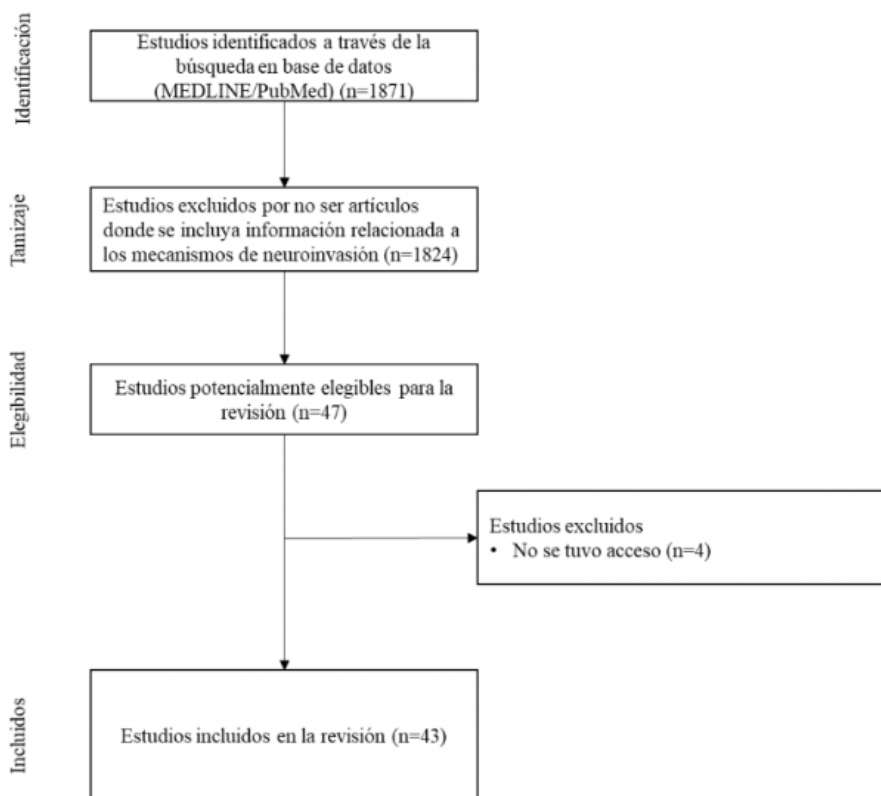 Identificación
Estudios identificados a través de la
búsqueda en base de datos
(MEDLINE/PubMed) (n=1871)
Tamizaje
Estudios excluidos por no ser artículos
donde se incluya información relacionada a
los mecanismos de neuroinvasión (n=1824)
Elegibilidad
Estudios potencialmente elegibles para la
revisión (n=47)
Estudios excluidos
• No se tuvo acceso (n=4)
Incluidos
Estudios incluidos en la revisión (n=43)